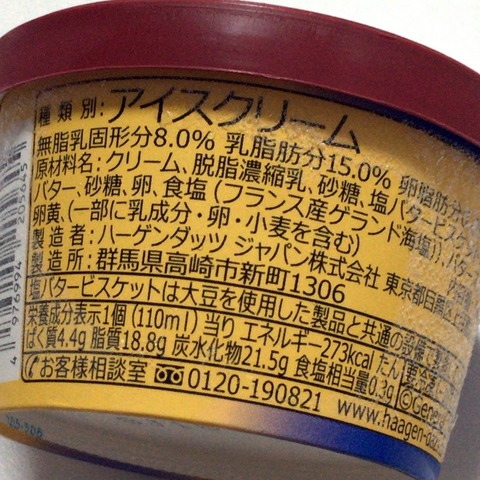 種類別:アイスクリーム
無脂乳固形分8.0% 乳脂肪分15.0% 卵脂肪分
原材料名:クリーム、脱脂濃縮乳、砂糖、塩バタービスケット
バター、砂糖、卵、食塩(フランス産ゲランド海塩))、バター
卵黄、(一部に乳成分・卵・小麦を含む)
製造者:ハーゲンダッツ ジャパン株式会社 東京都目黒区上
製造所:群馬県高崎市新町1306
塩バタービスケットは大豆を使用した製品と共通の設備で製造
栄養成分表示1個(110ml)当り エネルギー273kcal たん
ぱく質4.4g 脂質18.8g 炭水化物21.5g 食塩相当量0.3g
お客様相談室 0120-190821 www.haagen-daz
要冷凍
©General
4 976994 205645